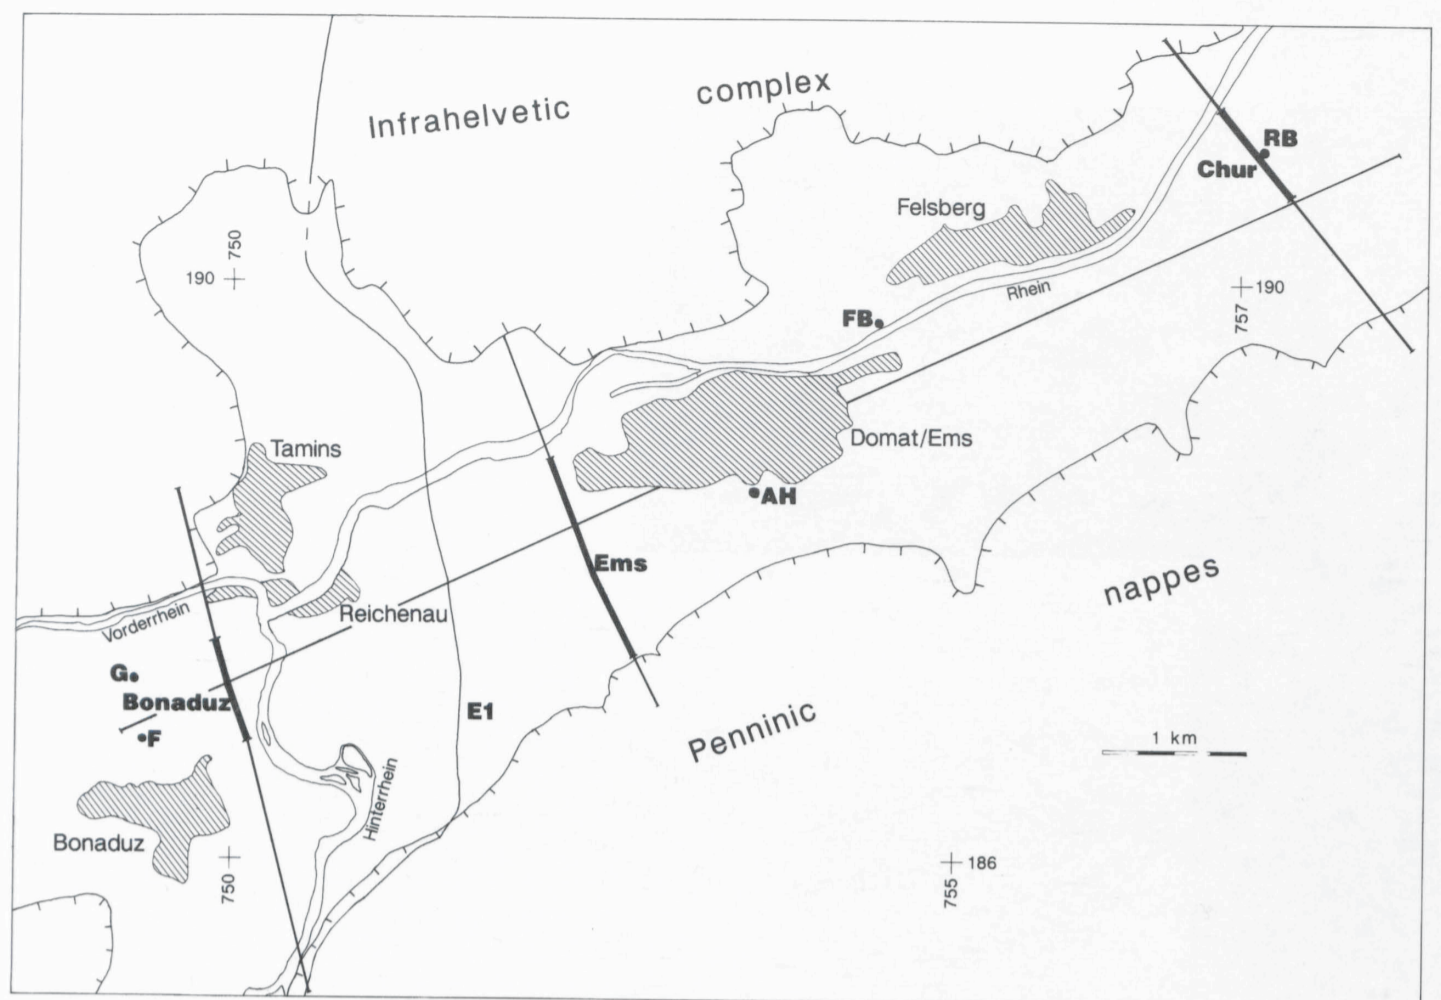 Infrahelvetic complex
RB
Chur
Felsberg
750
190
Rhein
190
757
FB
Domat/Ems
Tamins
AH
Ems
nappes
Vorderrhein
Reichenau
G
Bonaduz
F
E1
Penninic
1 km
Hinterrhein
Bonaduz
750
186
755